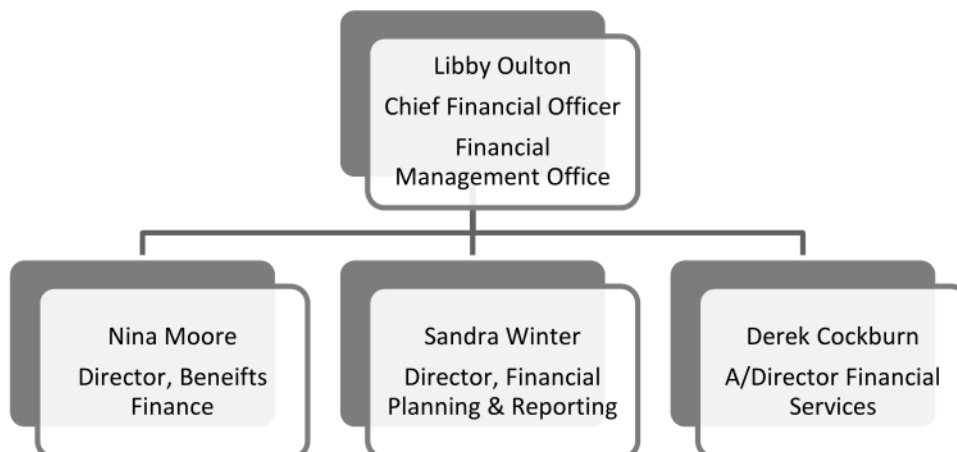 Libby Oulton
Chief Financial Officer
Financial
Management Office
Nina Moore
Director, Beneifts
Finance
Sandra Winter
Director, Financial
Planning & Reporting
Derek Cockburn
A/Director Financial
Services